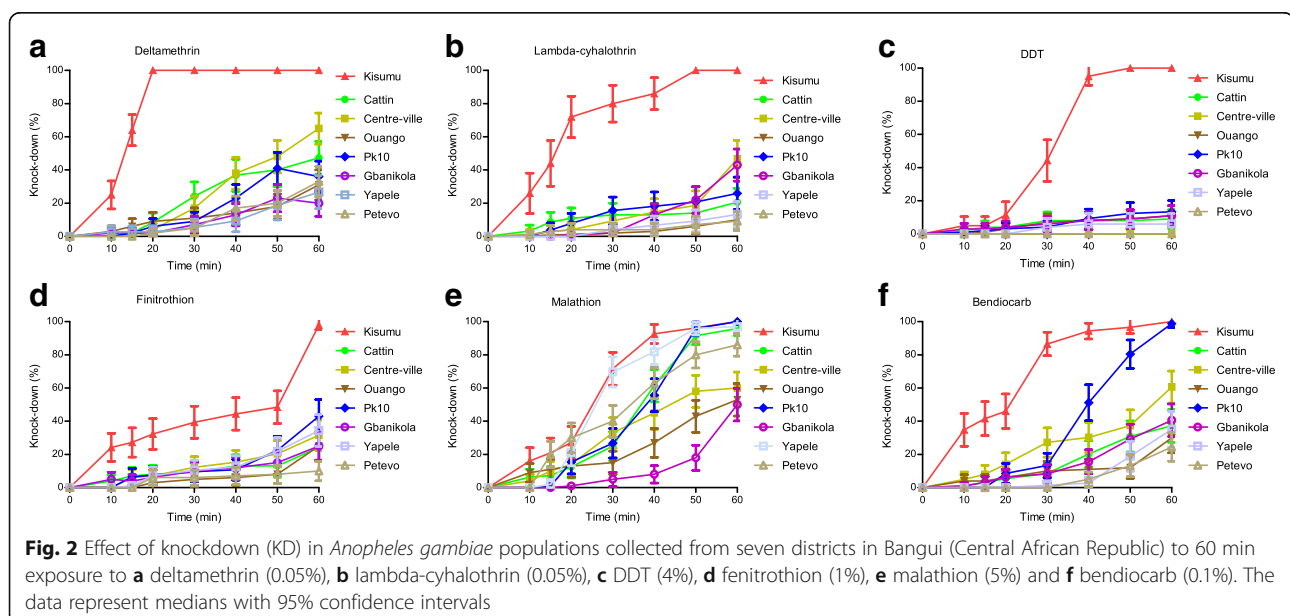 a
Deltamethrin
Knock-down (%)
100
80
60
40
20
0
0 10 20 30 40 50 60
Time (min)
Kisumu
Cattin
Centre-ville
Ouango
Pk10
Gbanikola
Yapele
Petevo
b
Lambda-cyhalothrin
Knock-down (%)
100
80
60
40
20
0
0 10 20 30 40 50 60
Time (min)
Kisumu
Cattin
Centre-ville
Ouango
Pk10
Gbanikola
Yapele
Petevo
c
DDT
Knock-down (%)
100
80
60
40
20
0
0 10 20 30 40 50 60
Time (min)
Kisumu
Cattin
Centre-ville
Ouango
Pk10
Gbanikola
Yapele
Petevo
d
Finitrothion
Knock-down (%)
100
80
60
40
20
0
0 10 20 30 40 50 60
Time (min)
Kisumu
Cattin
Centre-ville
Ouango
Pk10
Gbanikola
Yapele
Petevo
e
Malathion
Knock-down (%)
100
80
60
40
20
0
0 10 20 30 40 50 60
Time (min)
Kisumu
Cattin
Centre-ville
Ouango
Pk10
Gbanikola
Yapele
Petevo
f
Bendiocarb
Knock-down (%)
100
80
60
40
20
0
0 10 20 30 40 50 60
Time (min)
Kisumu
Cattin
Centre-ville
Ouango
Pk10
Gbanikola
Yapele
Petevo
Fig. 2 Effect of knockdown (KD) in Anopheles gambiae populations collected from seven districts in Bangui (Central African Republic) to 60 min
exposure to a deltamethrin (0.05%), b lambda-cyhalothrin (0.05%), c DDT (4%), d fenitrothion (1%), e malathion (5%) and f bendiocarb (0.1%). The
data represent medians with 95% confidence intervals